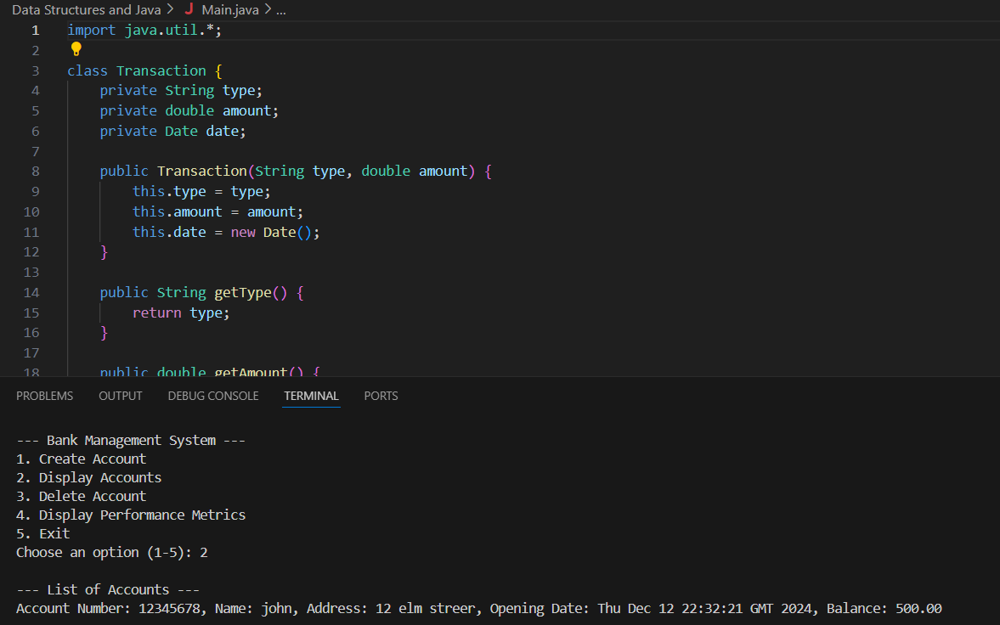 Data Structures and Java > J Main.java > ...
1 import java.util.*;
2
3 class Transaction {
4 private String type;
5 private double amount;
6 private Date date;
7
8 public Transaction(String type, double amount) {
9 this.type = type;
10 this.amount = amount;
11 this.date = new Date();
12 }
13
14 public String getType() {
15 return type;
16 }
17
18 public double getAmount() {
PROBLEMS OUTPUT DEBUG CONSOLE TERMINAL PORTS
--- Bank Management System ---
1. Create Account
2. Display Accounts
3. Delete Account
4. Display Performance Metrics
5. Exit
Choose an option (1-5): 2
--- List of Accounts ---
Account Number: 12345678, Name: john, Address: 12 elm streer, Opening Date: Thu Dec 12 22:32:21 GMT 2024, Balance: 500.00